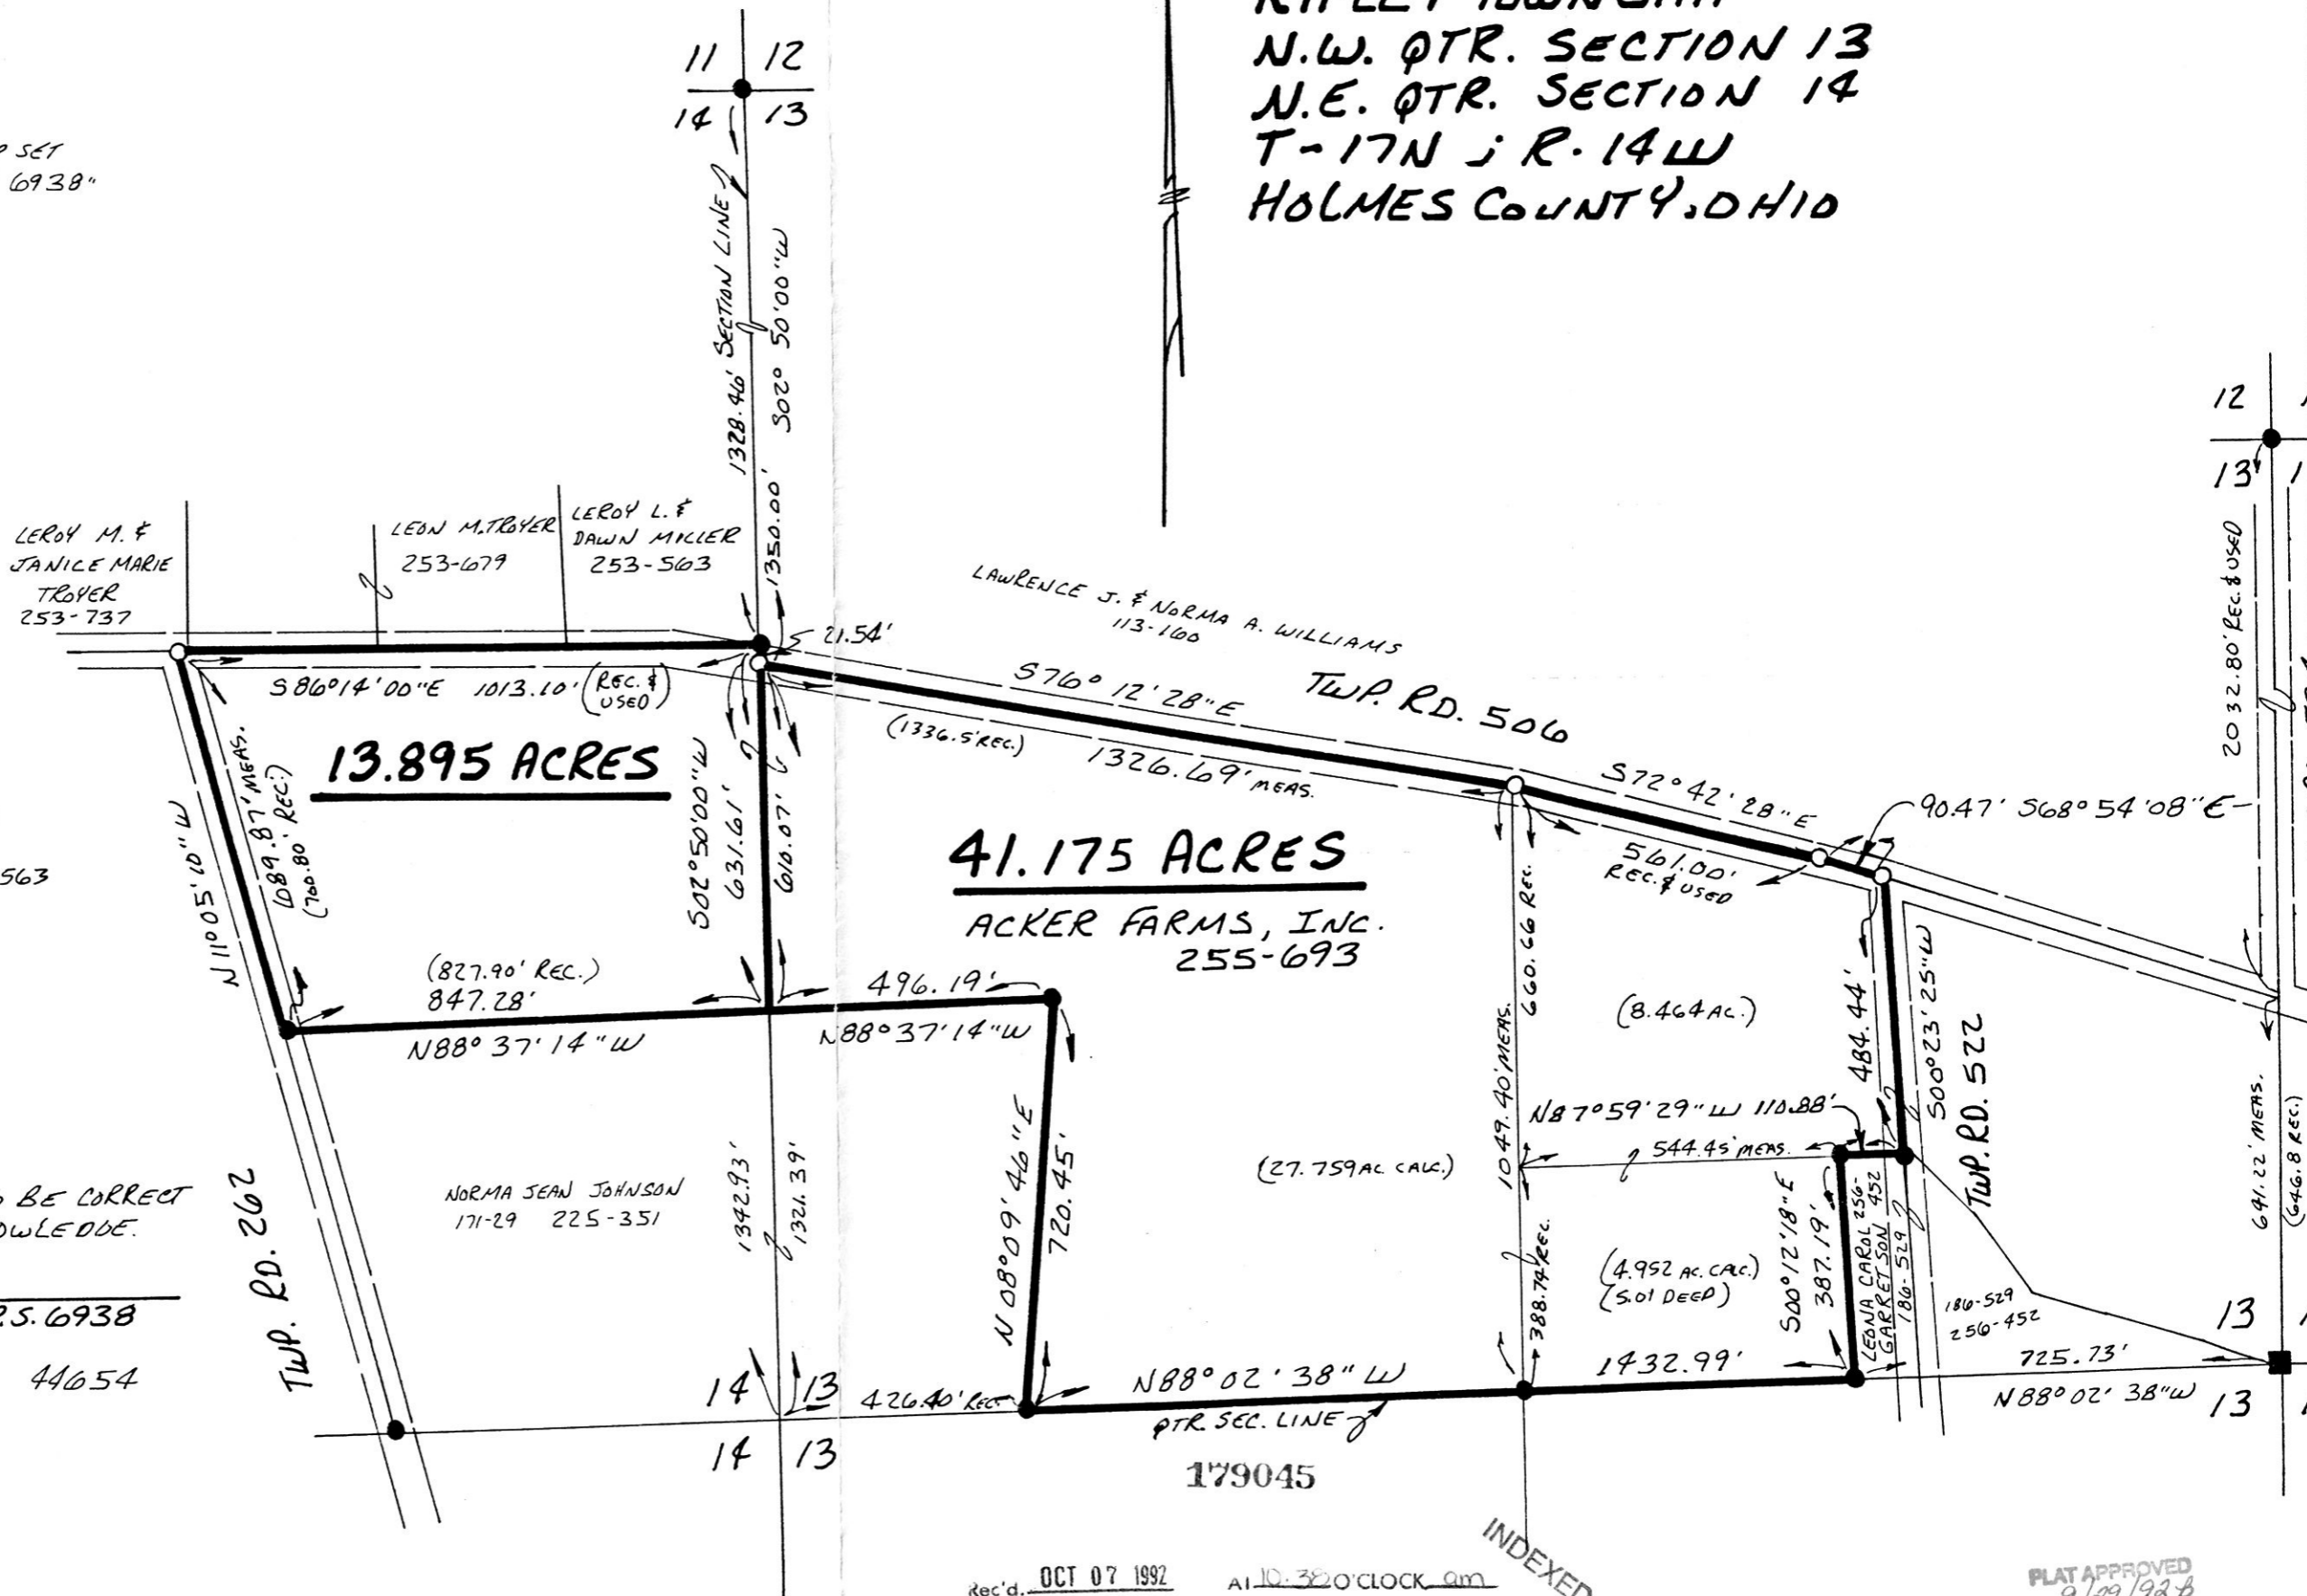 N.W. QTR. SECTION 13
N.E. QTR. SECTION 14
T-17N ; R. 14W
HOLMES COUNTY, OHIO
11 12
14 13
SET
6938"
1328.46' SECTION LINE
S02° 50'00"W
1350.00'
12
13
LEROY M. &
JANICE MARIE
TROYER
253-737
LEON M. TROYER
253-679
LEROY L. &
DAWN MILLER
253-563
LAWRENCE J. & NORMA A. WILLIAMS
113-160
21.54'
S86°14'00"E 1013.10' (REC. &
USED)
S76° 12'28"E
TWP. RD. 506
(1336.5'REC.)
1326.69' MEAS.
S72°42'28"E
561.00'
REC. & USED
90.47' S68°54'08"E
2032.80' REC. & USED
13.895 ACRES
N11°05'10"W
689.87' MEAS.
(760.80' REC.)
S02°50'00"W
631.61'
610.07'
41.175 ACRES
ACKER FARMS, INC.
255-693
563
(827.90' REC.)
847.28'
N88°37'14"W
496.19'
N88°37'14"W
660.66 REC.
1049.40' MEAS.
388.74 REC.
(8.464 AC.)
484.44'
S00°23'25"W
TWP. RD. 522
N87°59'29"W 110.88'
544.45' MEAS.
(27.759 AC. CALC.)
N08°09'46"E
720.45'
NORMA JEAN JOHNSON
171-29 225-351
1342.93'
1321.39'
(4.952 AC. CALC.)
(5.01 DEED)
S00°12'18"E
387.19'
LEONA CAROL 256-
GARRETSON 452
186-529
186-529
256-452
641.22' MEAS.
(646.8 REC.)
BE CORRECT
TWP. RD. 262
S. 6938
44654
14 13
14 13
426.40' REC.
N88°02'38"W
QTR. SEC. LINE
1432.99'
725.73'
N88°02'38"W
13
13
179045
Rec'd. OCT 07 1992 At 10:38 O'CLOCK am
INDEXED
PLAT APPROVED